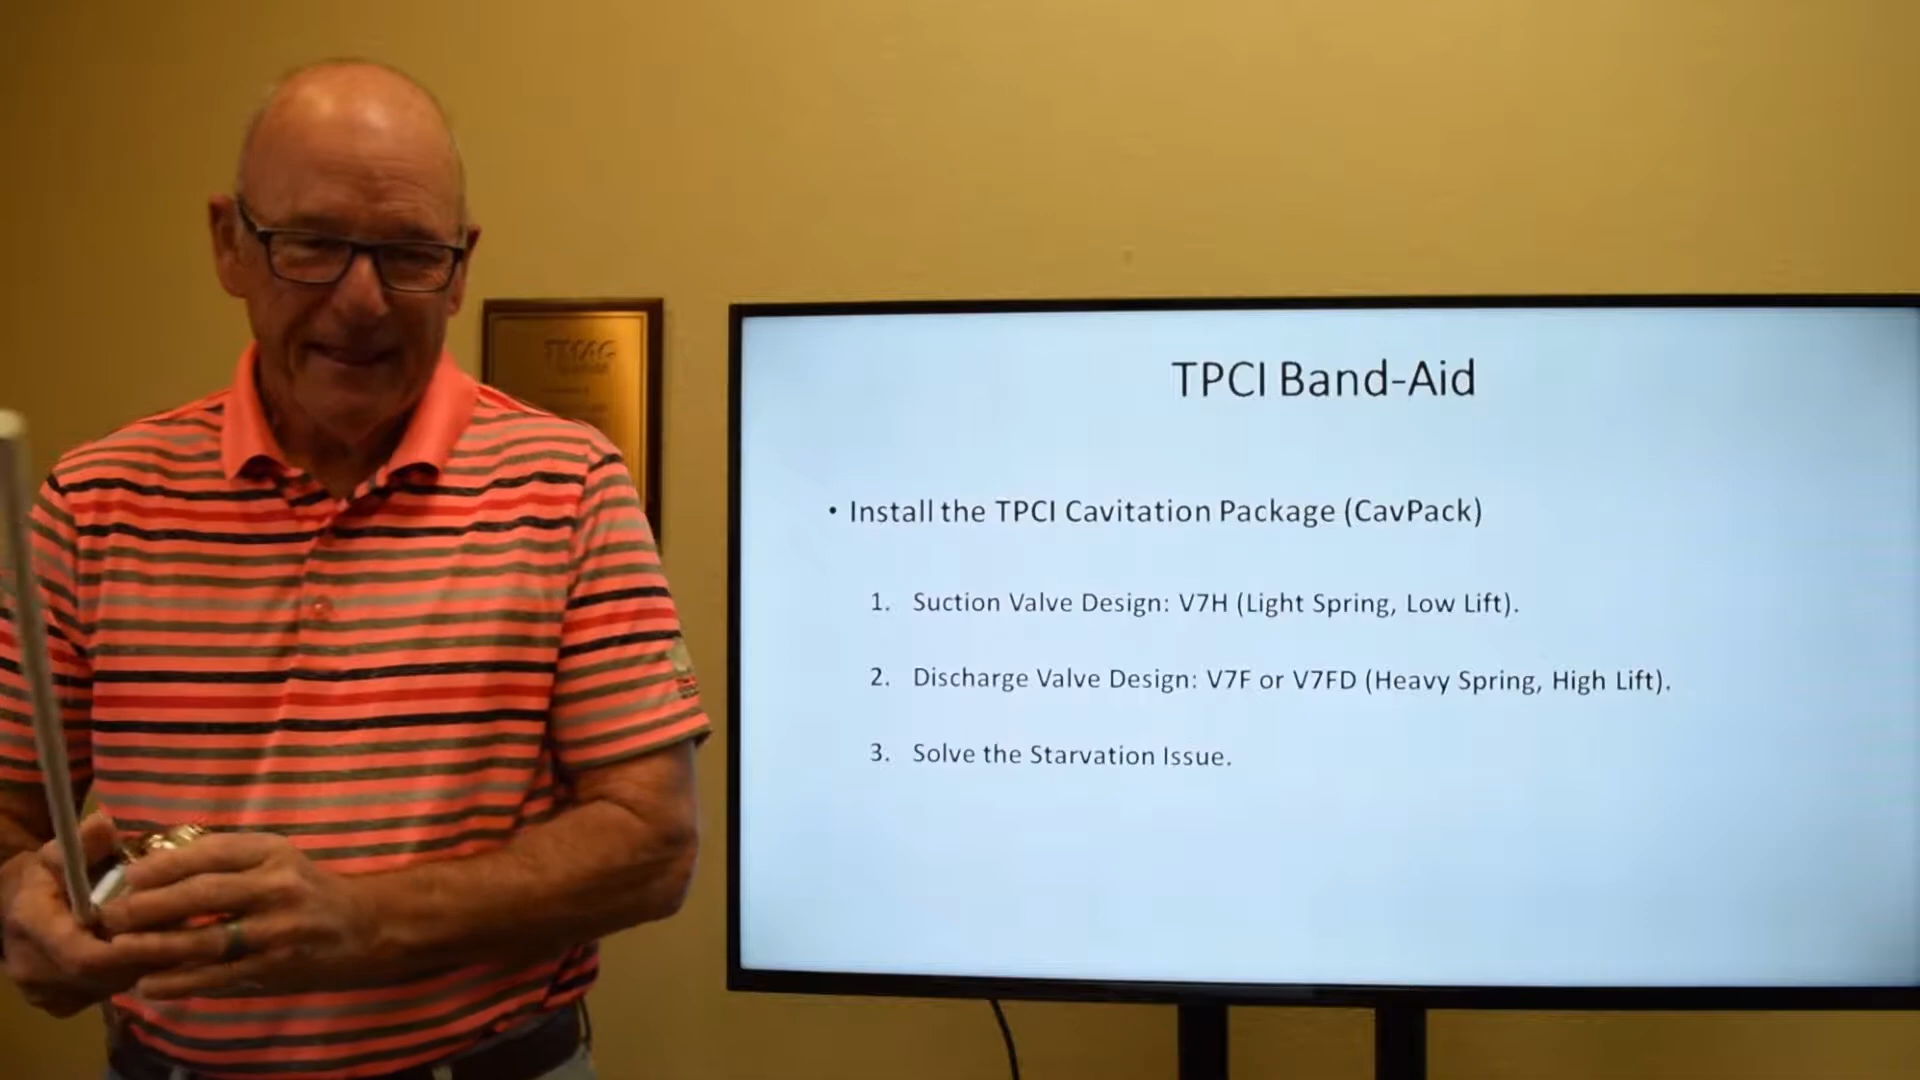 TPCI Band-Aid
• Install the TPCI Cavitation Package (CavPack)
1. Suction Valve Design: V7H (Light Spring, Low Lift).
2. Discharge Valve Design: V7F or V7FD (Heavy Spring, High Lift).
3. Solve the Starvation Issue.